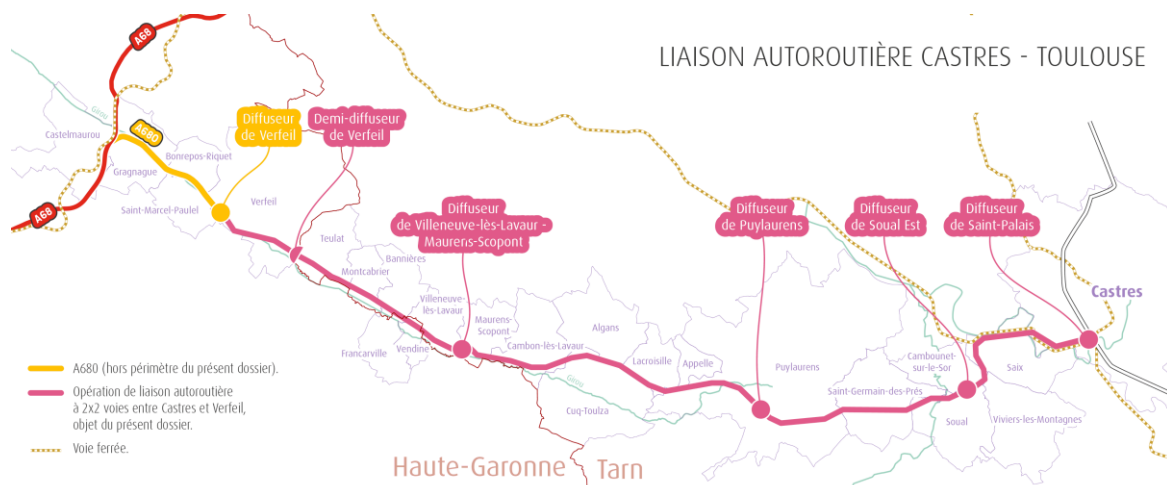 LIAISON AUTOROUTIÈRE CASTRES - TOULOUSE
A68
A680
A68
Girou
Castelmaurou
Gragnague
Bonrepos-Riquet
Saint-Marcel-Paulel
Verfeil
Diffuseur
de Verfeil
Demi-diffuseur
de Verfeil
Diffuseur
de Villeneuve-lès-Lavaur -
Maurens-Scopont
Diffuseur
de Puylaurens
Diffuseur
de Soual Est
Diffuseur
de Saint-Palais
Teulat
Bannières
Montcabrier
Villeneuve-
lès-Lavaur
Maurens-
Scopont
Francarville
Vendine
Cambon-lès-Lavaur
Algans
Lacroisille
Appelle
Girou
Cuq-Toulza
Puylaurens
Saint-Germain-des-Prés
Cambounet-
sur-le-Sor
Soual
Saix
Viviers-les-Montagnes
Castres
A680 (hors périmètre du présent dossier).
Opération de liaison autoroutière
à 2x2 voies entre Castres et Verfeil,
objet du présent dossier.
Voie ferrée.
Haute-Garonne
Tarn